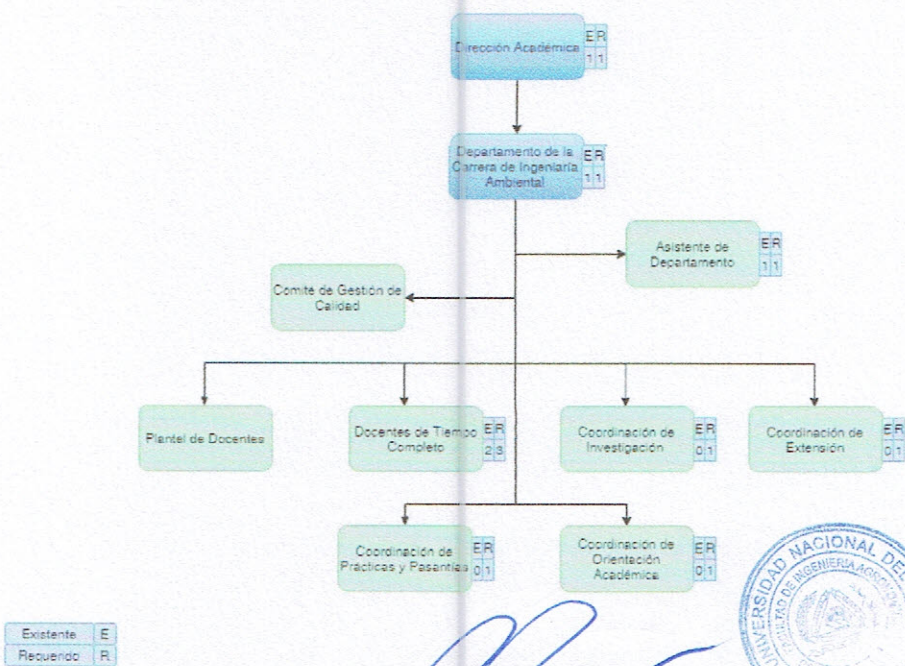 Dirección Académica
E R
1 1
Departamento de la
Carrera de Ingeniaría
Ambiental
E R
1 1
Asistente de
Departamento
E R
1 1
Comité de Gestión de
Calidad
Plantel de Docentes
Docentes de Tiempo
Completo
E R
2 3
Coordinación de
Investigación
E R
0 1
Coordinación de
Extensión
E R
0 1
Coordinación de
Prácticas y Pasantías
E R
0 1
Coordinación de
Orientación
Académica
E R
0 1
UNIVERSIDAD NACIONAL DEL
FACULTAD DE INGENIERÍA
Existente E
Requerido R